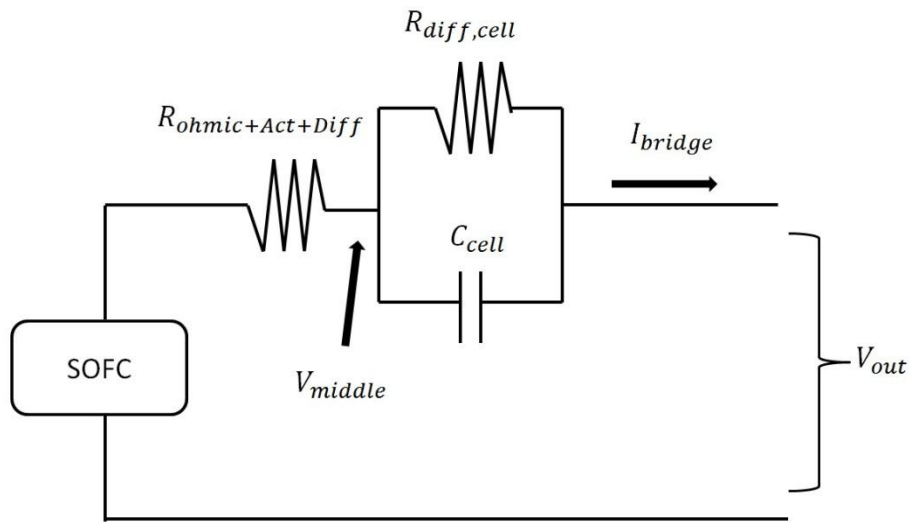 R_{diff,cell}
R_{ohmic+Act+Diff}
I_{bridge}
C_{cell}
SOFC
V_{middle}
V_{out}